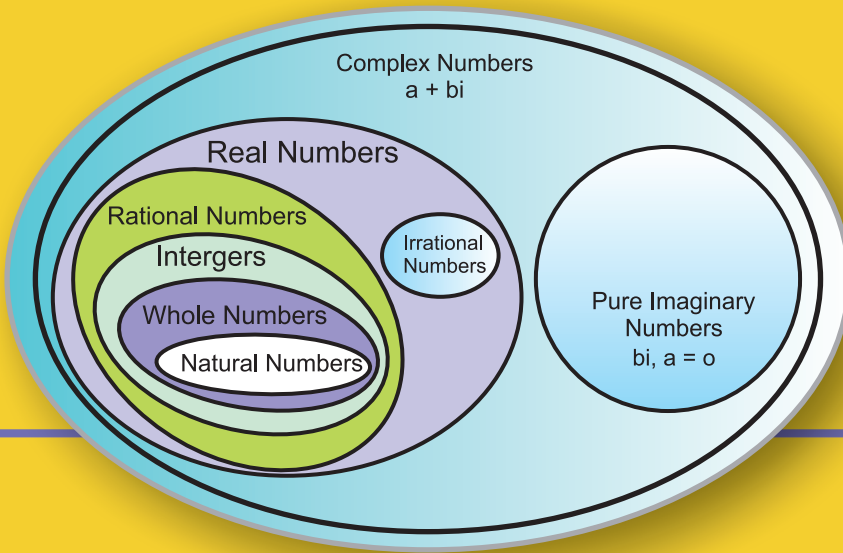 Complex Numbers
a + bi
Real Numbers
Rational Numbers
Intergers
Whole Numbers
Natural Numbers
Irrational
Numbers
Pure Imaginary
Numbers
bi, a = o